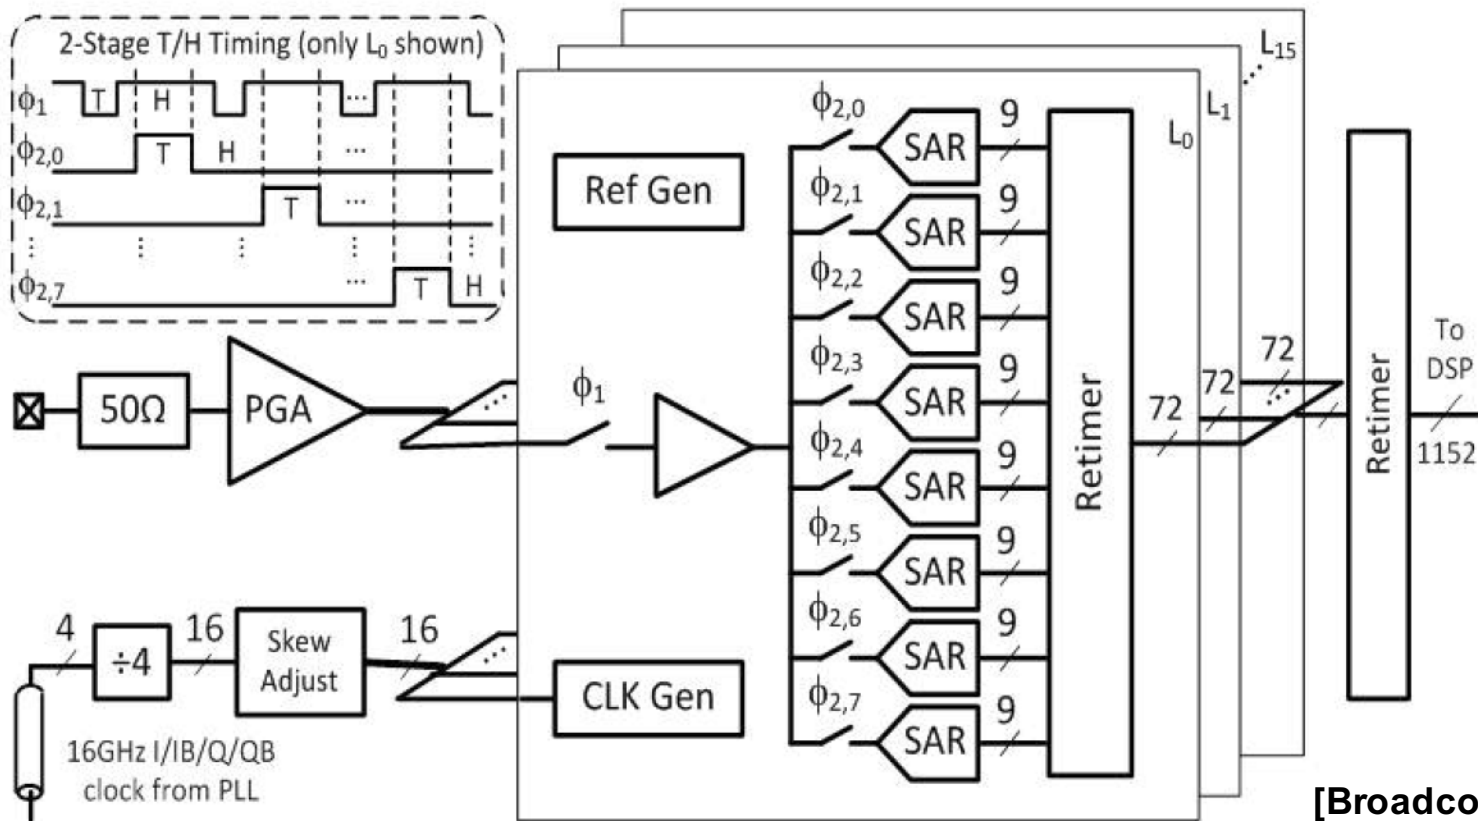 2-Stage T/H Timing (only L0 shown)
ϕ1 T H ...
ϕ2,0 T H ...
ϕ2,1 T ...
⋮ ⋮ ⋮ ⋮ ⋮
ϕ2,7 ... T H
50Ω
PGA
4
÷4
16
Skew
Adjust
16
16GHz I/IB/Q/QB
clock from PLL
Ref Gen
ϕ1
CLK Gen
ϕ2,0 SAR 9
ϕ2,1 SAR 9
ϕ2,2 SAR 9
ϕ2,3 SAR 9
ϕ2,4 SAR 9
ϕ2,5 SAR 9
ϕ2,6 SAR 9
ϕ2,7 SAR 9
Retimer
L0
L1
L15
72
72
72
Retimer
To
DSP
1152
[Broadco